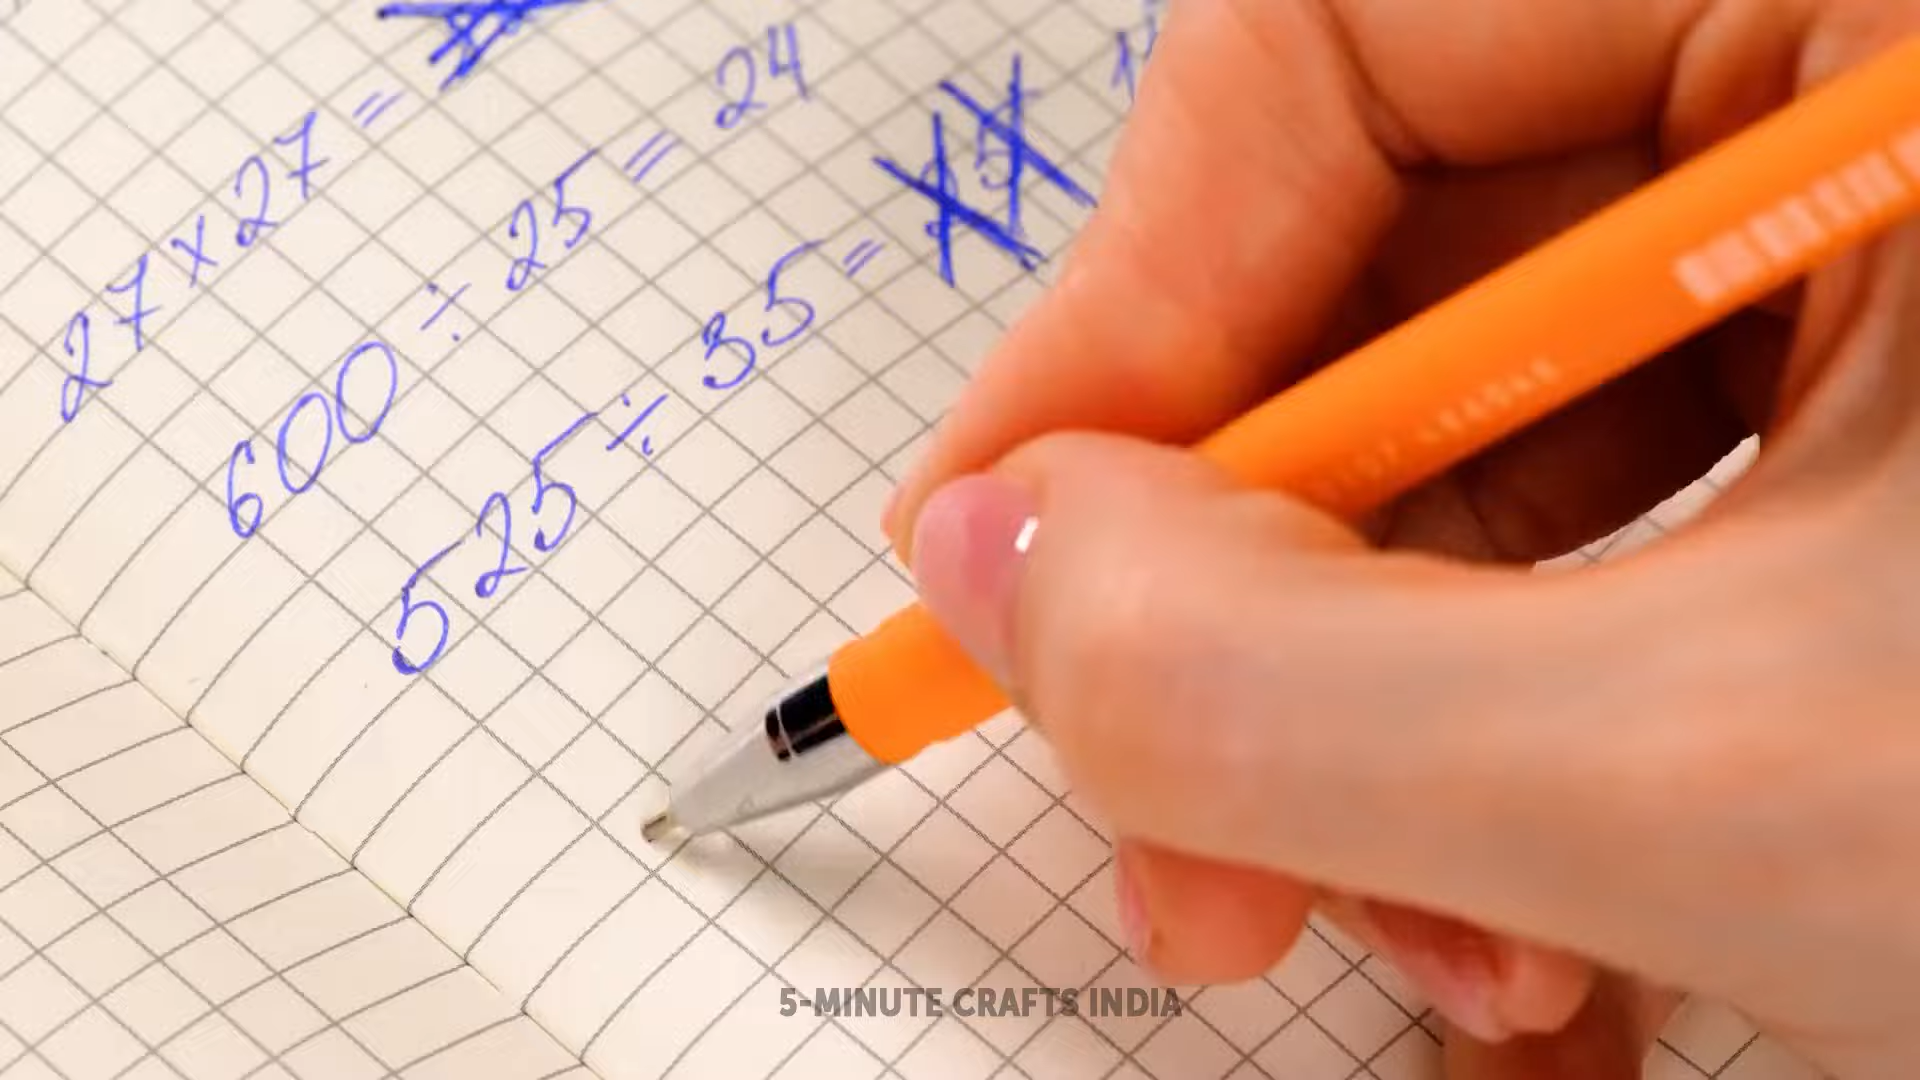 27 × 27 =
600 ÷ 25 = 24
525 ÷ 35 =
5-MINUTE CRAFTS INDIA